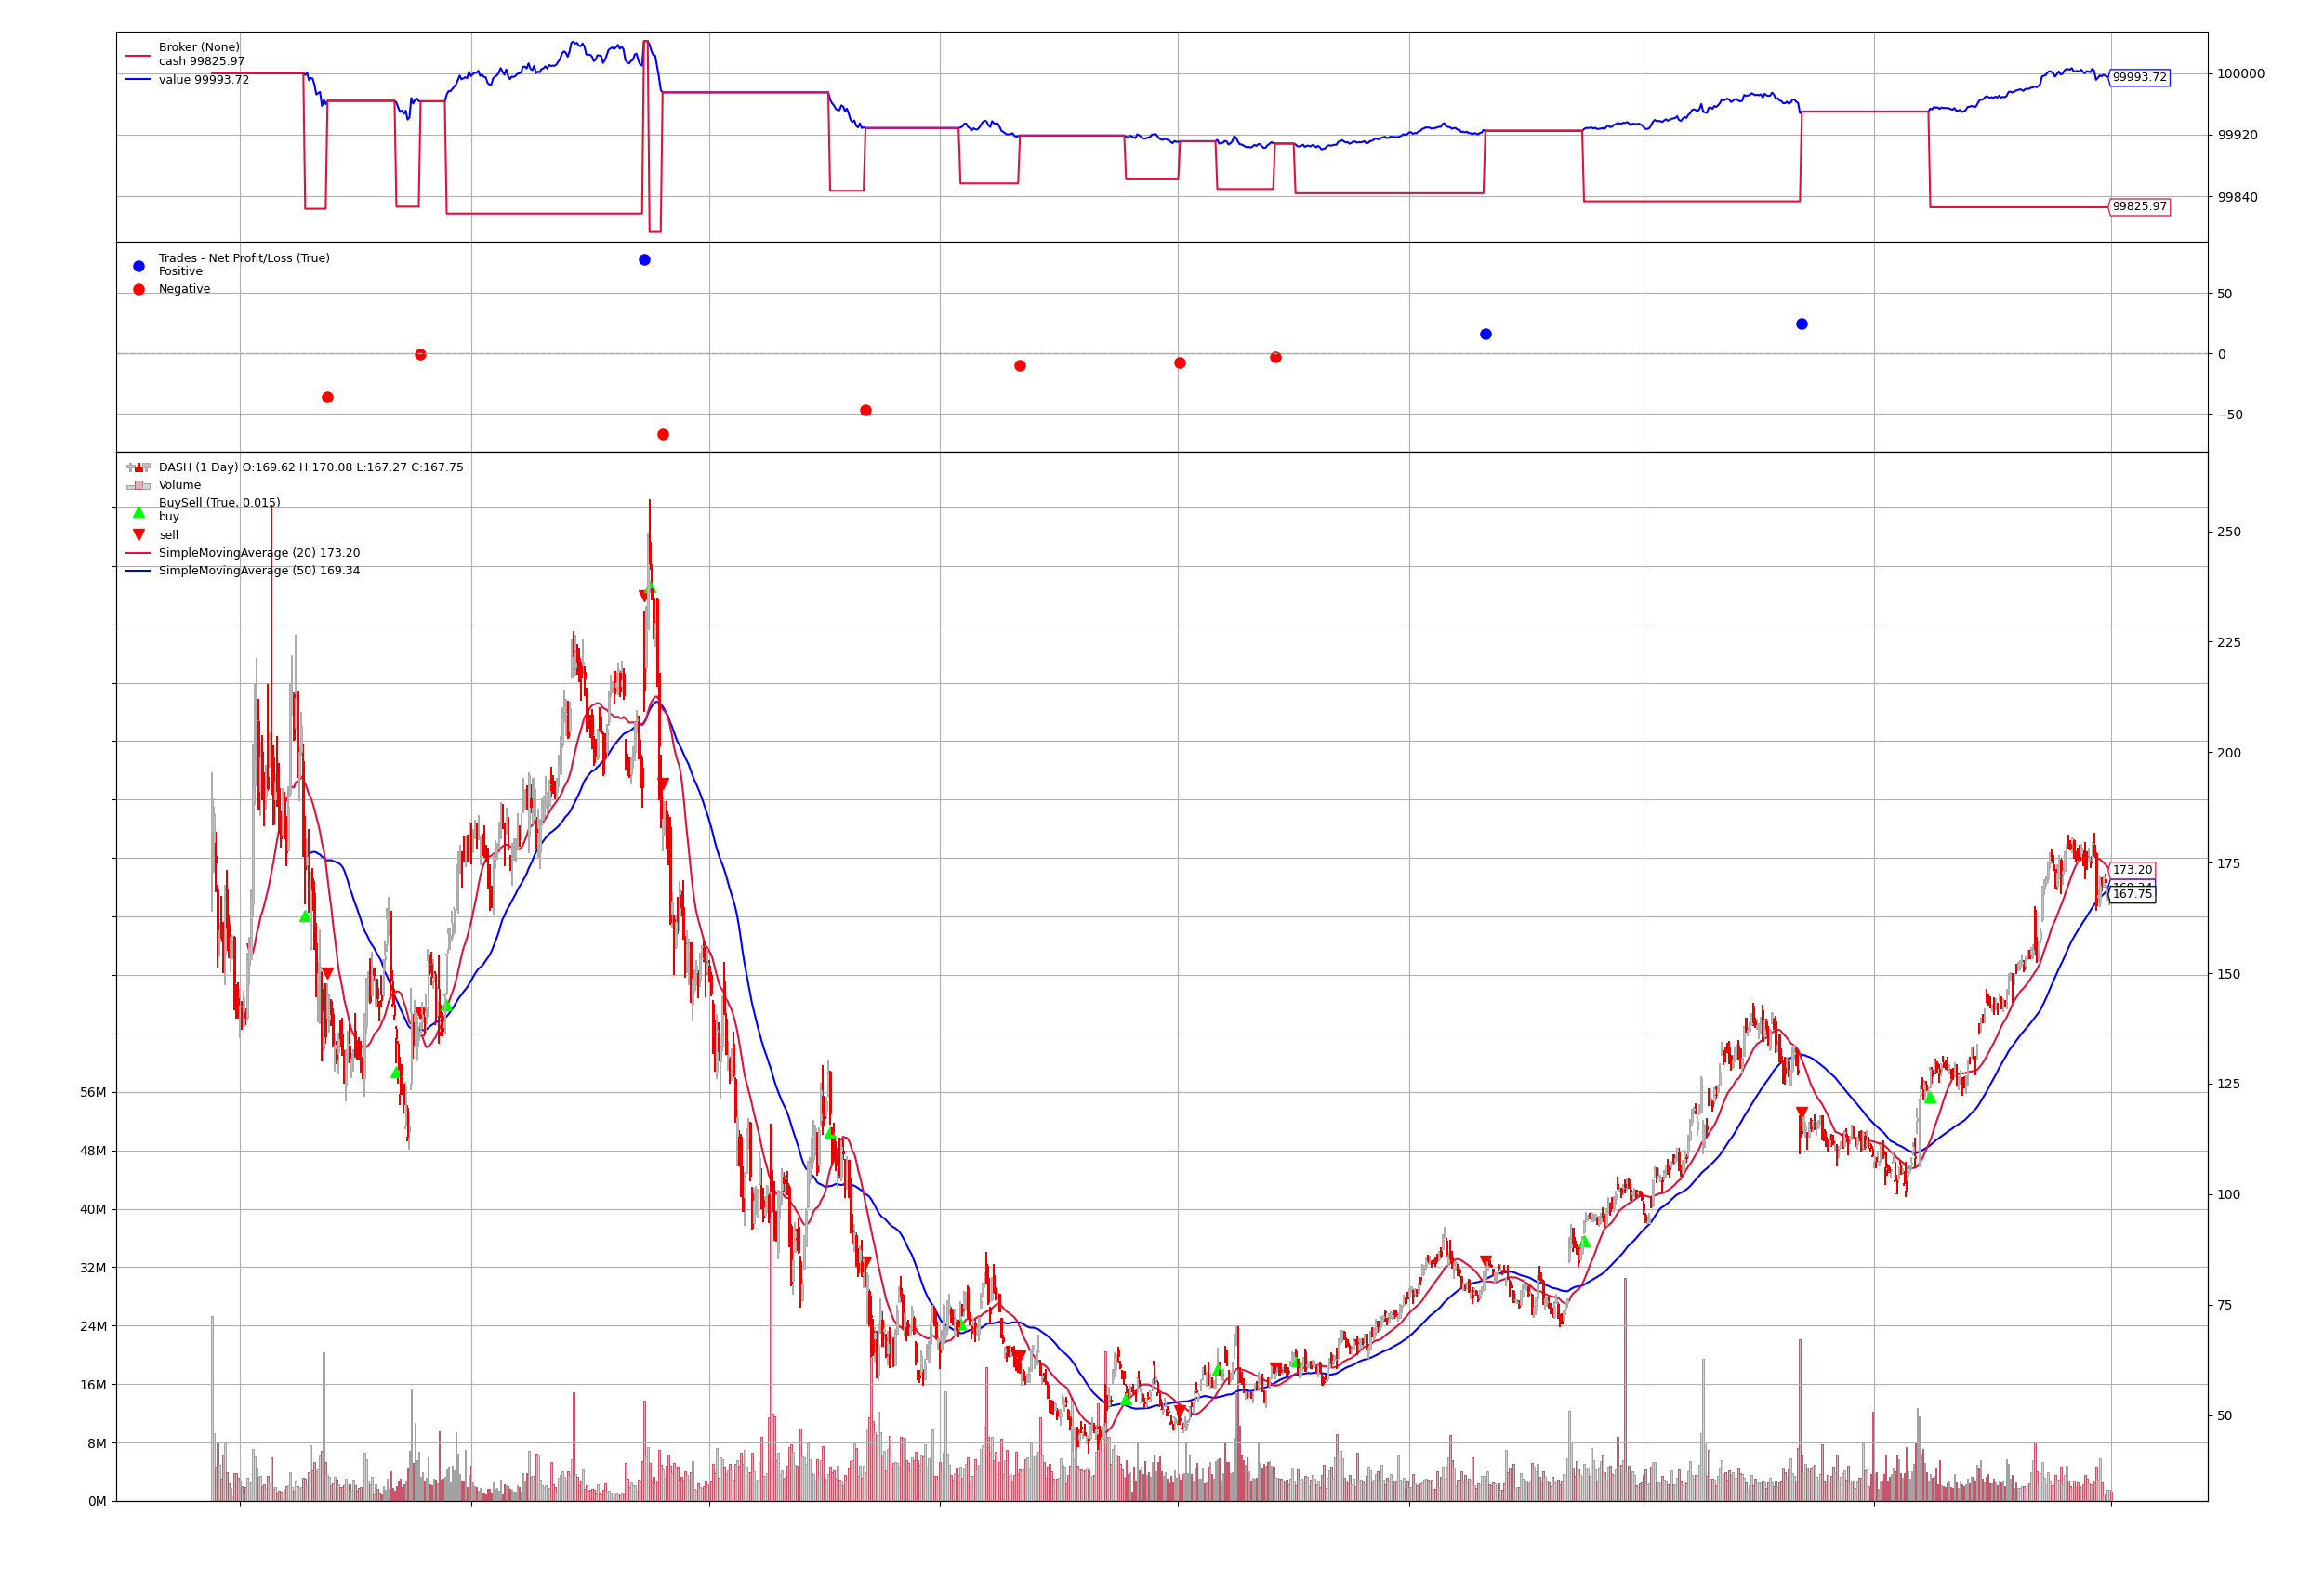 Broker (None)
cash 99825.97
value 99993.72
99993.72
100000
99920
99840
99825.97
Trades - Net Profit/Loss (True)
Positive
Negative
50
0
−50
DASH (1 Day) O:169.62 H:170.08 L:167.27 C:167.75
Volume
BuySell (True, 0.015)
buy
sell
SimpleMovingAverage (20) 173.20
SimpleMovingAverage (50) 169.34
250
225
200
175
173.20
169.34
167.75
150
125
100
75
50
56M
48M
40M
32M
24M
16M
8M
0M